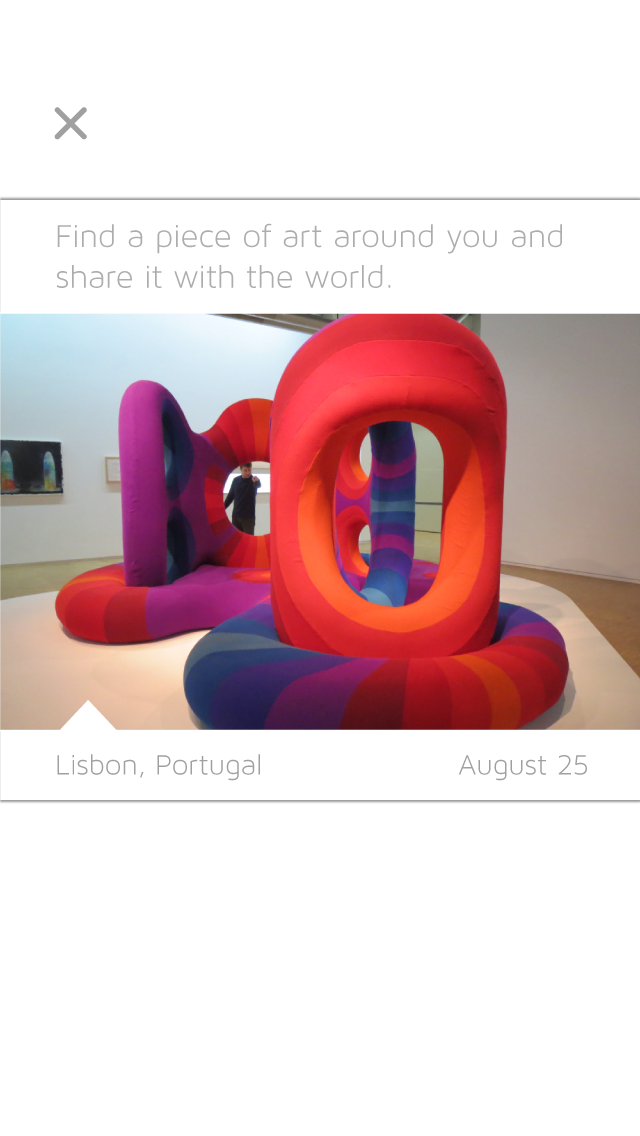 Find a piece of art around you and
share it with the world.
Lisbon, Portugal
August 25